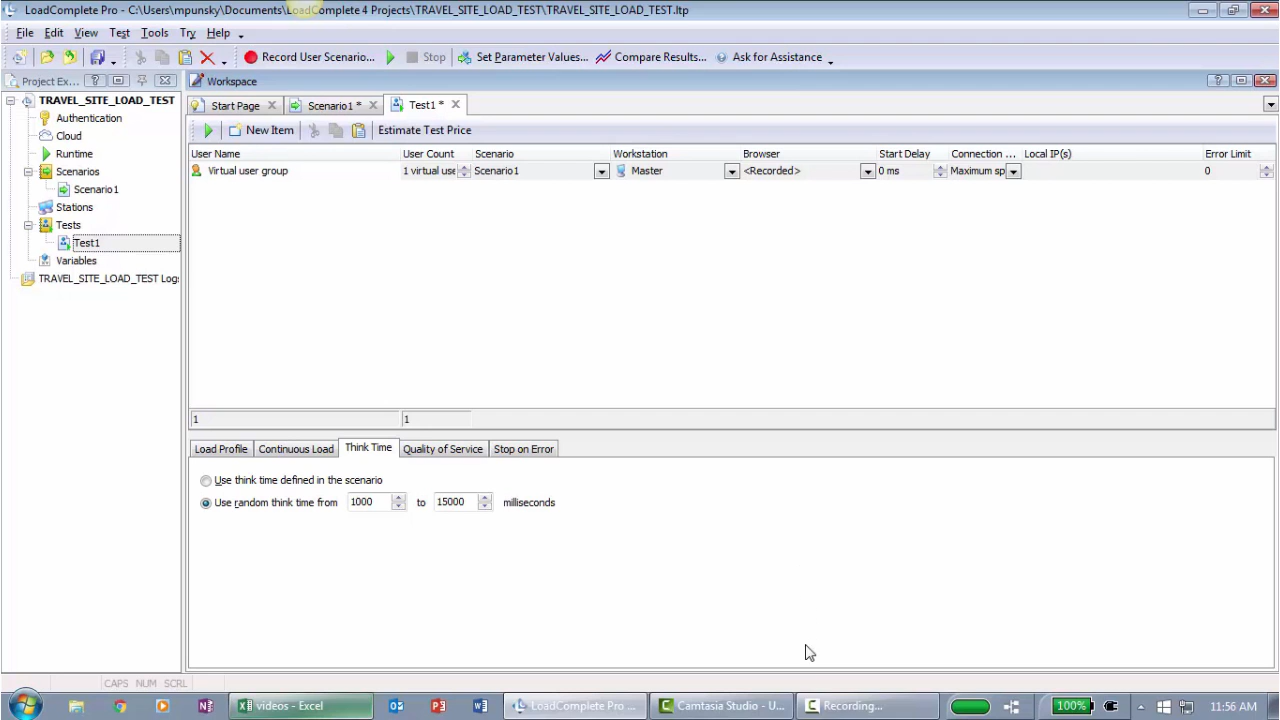 LoadComplete Pro - C:\Users\mpunsky\Documents\LoadComplete 4 Projects\TRAVEL_SITE_LOAD_TEST\TRAVEL_SITE_LOAD_TEST.ltp
File Edit View Test Tools Try Help
Record User Scenario... Stop Set Parameter Values... Compare Results... Ask for Assistance
Project Ex... Workspace
TRAVEL_SITE_LOAD_TEST
Authentication
Cloud
Runtime
Scenarios
Scenario1
Stations
Tests
Test1
Variables
TRAVEL_SITE_LOAD_TEST Logs
Start Page Scenario1 * Test1 *
New Item Estimate Test Price
User Name User Count Scenario Workstation Browser Start Delay Connection ... Local IP(s) Error Limit
Virtual user group 1 virtual use Scenario1 Master <Recorded> 0 ms Maximum sp 0
1 1
Load Profile Continuous Load Think Time Quality of Service Stop on Error
Use think time defined in the scenario
Use random think time from 1000 to 15000 milliseconds
CAPS NUM SCRL
videos - Excel LoadComplete Pro ... Camtasia Studio - U... Recording... 100% 11:56 AM